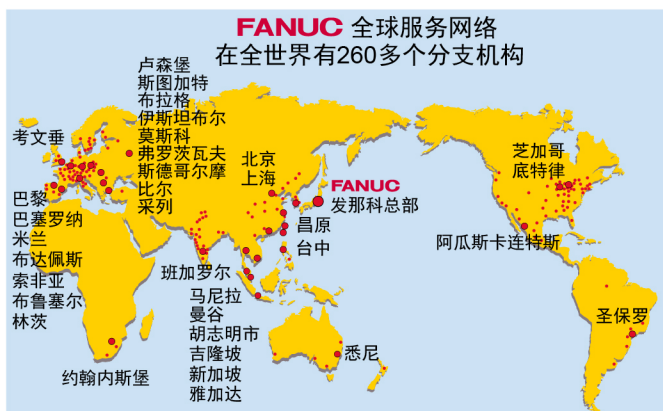 FANUC 全球服务网络
在全世界有260多个分支机构
卢森堡
斯图加特
布拉格
伊斯坦布尔
莫斯科
弗罗茨瓦夫
斯德哥尔摩
比尔
采列
考文垂
巴黎
巴塞罗纳
米兰
布达佩斯
索非亚
布鲁塞尔
林茨
约翰内斯堡
北京
上海
FANUC
发那科总部
昌原
台中
班加罗尔
马尼拉
曼谷
胡志明市
吉隆坡
新加坡
雅加达
悉尼
芝加哥
底特律
阿瓜斯卡连特斯
圣保罗